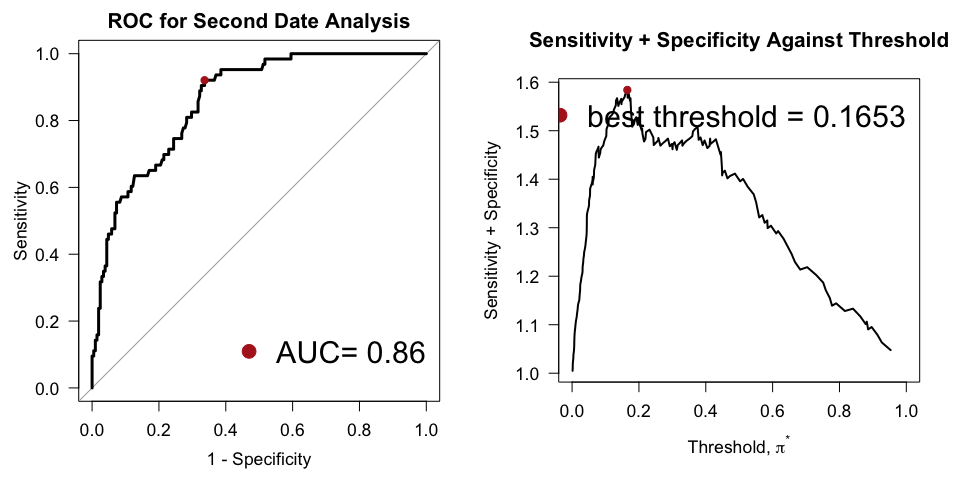 ROC for Second Date Analysis
1.0
0.8
0.6
0.4
0.2
0.0
Sensitivity
AUC= 0.86
0.0 0.2 0.4 0.6 0.8 1.0
1 - Specificity
Sensitivity + Specificity Against Threshold
1.6
1.5
1.4
1.3
1.2
1.1
1.0
Sensitivity + Specificity
best threshold = 0.1653
0.0 0.2 0.4 0.6 0.8 1.0
Threshold, π*